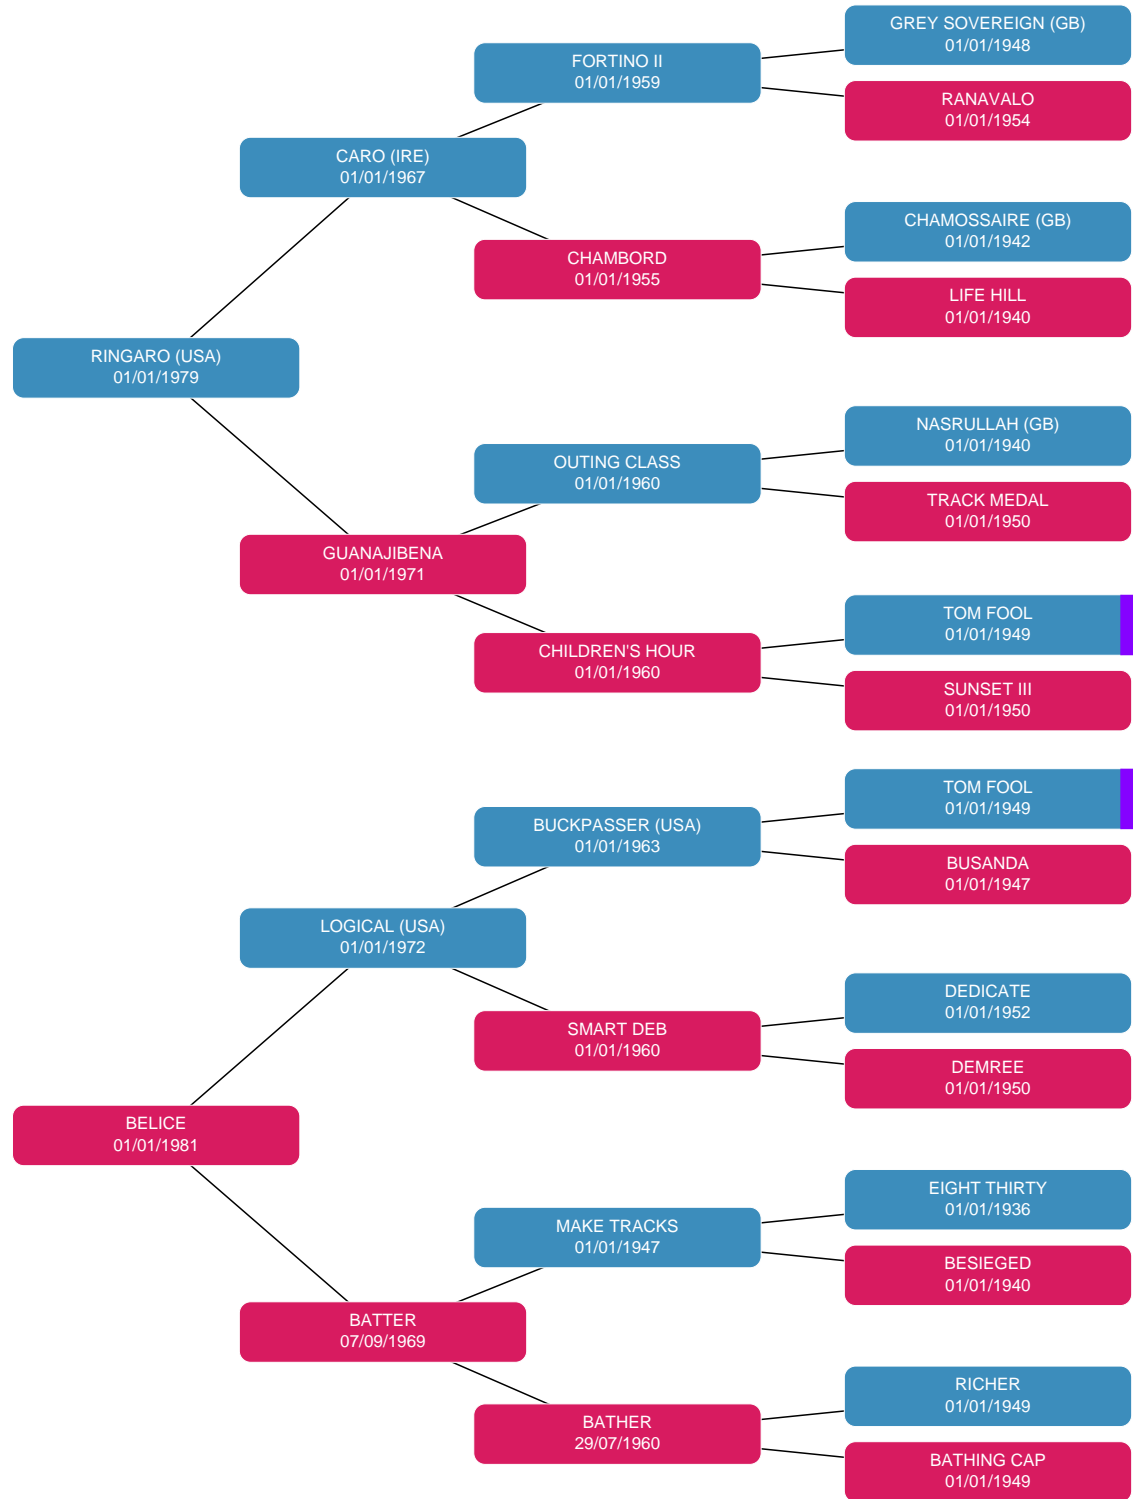 GREY SOVEREIGN (GB)
01/01/1948
FORTINO II
01/01/1959
RANAVALO
01/01/1954
CARO (IRE)
01/01/1967
CHAMOSSAIRE (GB)
01/01/1942
CHAMBORD
01/01/1955
LIFE HILL
01/01/1940
RINGARO (USA)
01/01/1979
NASRULLAH (GB)
01/01/1940
OUTING CLASS
01/01/1960
TRACK MEDAL
01/01/1950
GUANAJIBENA
01/01/1971
TOM FOOL
01/01/1949
CHILDREN'S HOUR
01/01/1960
SUNSET III
01/01/1950
TOM FOOL
01/01/1949
BUCKPASSER (USA)
01/01/1963
BUSANDA
01/01/1947
LOGICAL (USA)
01/01/1972
DEDICATE
01/01/1952
SMART DEB
01/01/1960
DEMREE
01/01/1950
BELICE
01/01/1981
EIGHT THIRTY
01/01/1936
MAKE TRACKS
01/01/1947
BESIEGED
01/01/1940
BATTER
07/09/1969
RICHER
01/01/1949
BATHER
29/07/1960
BATHING CAP
01/01/1949